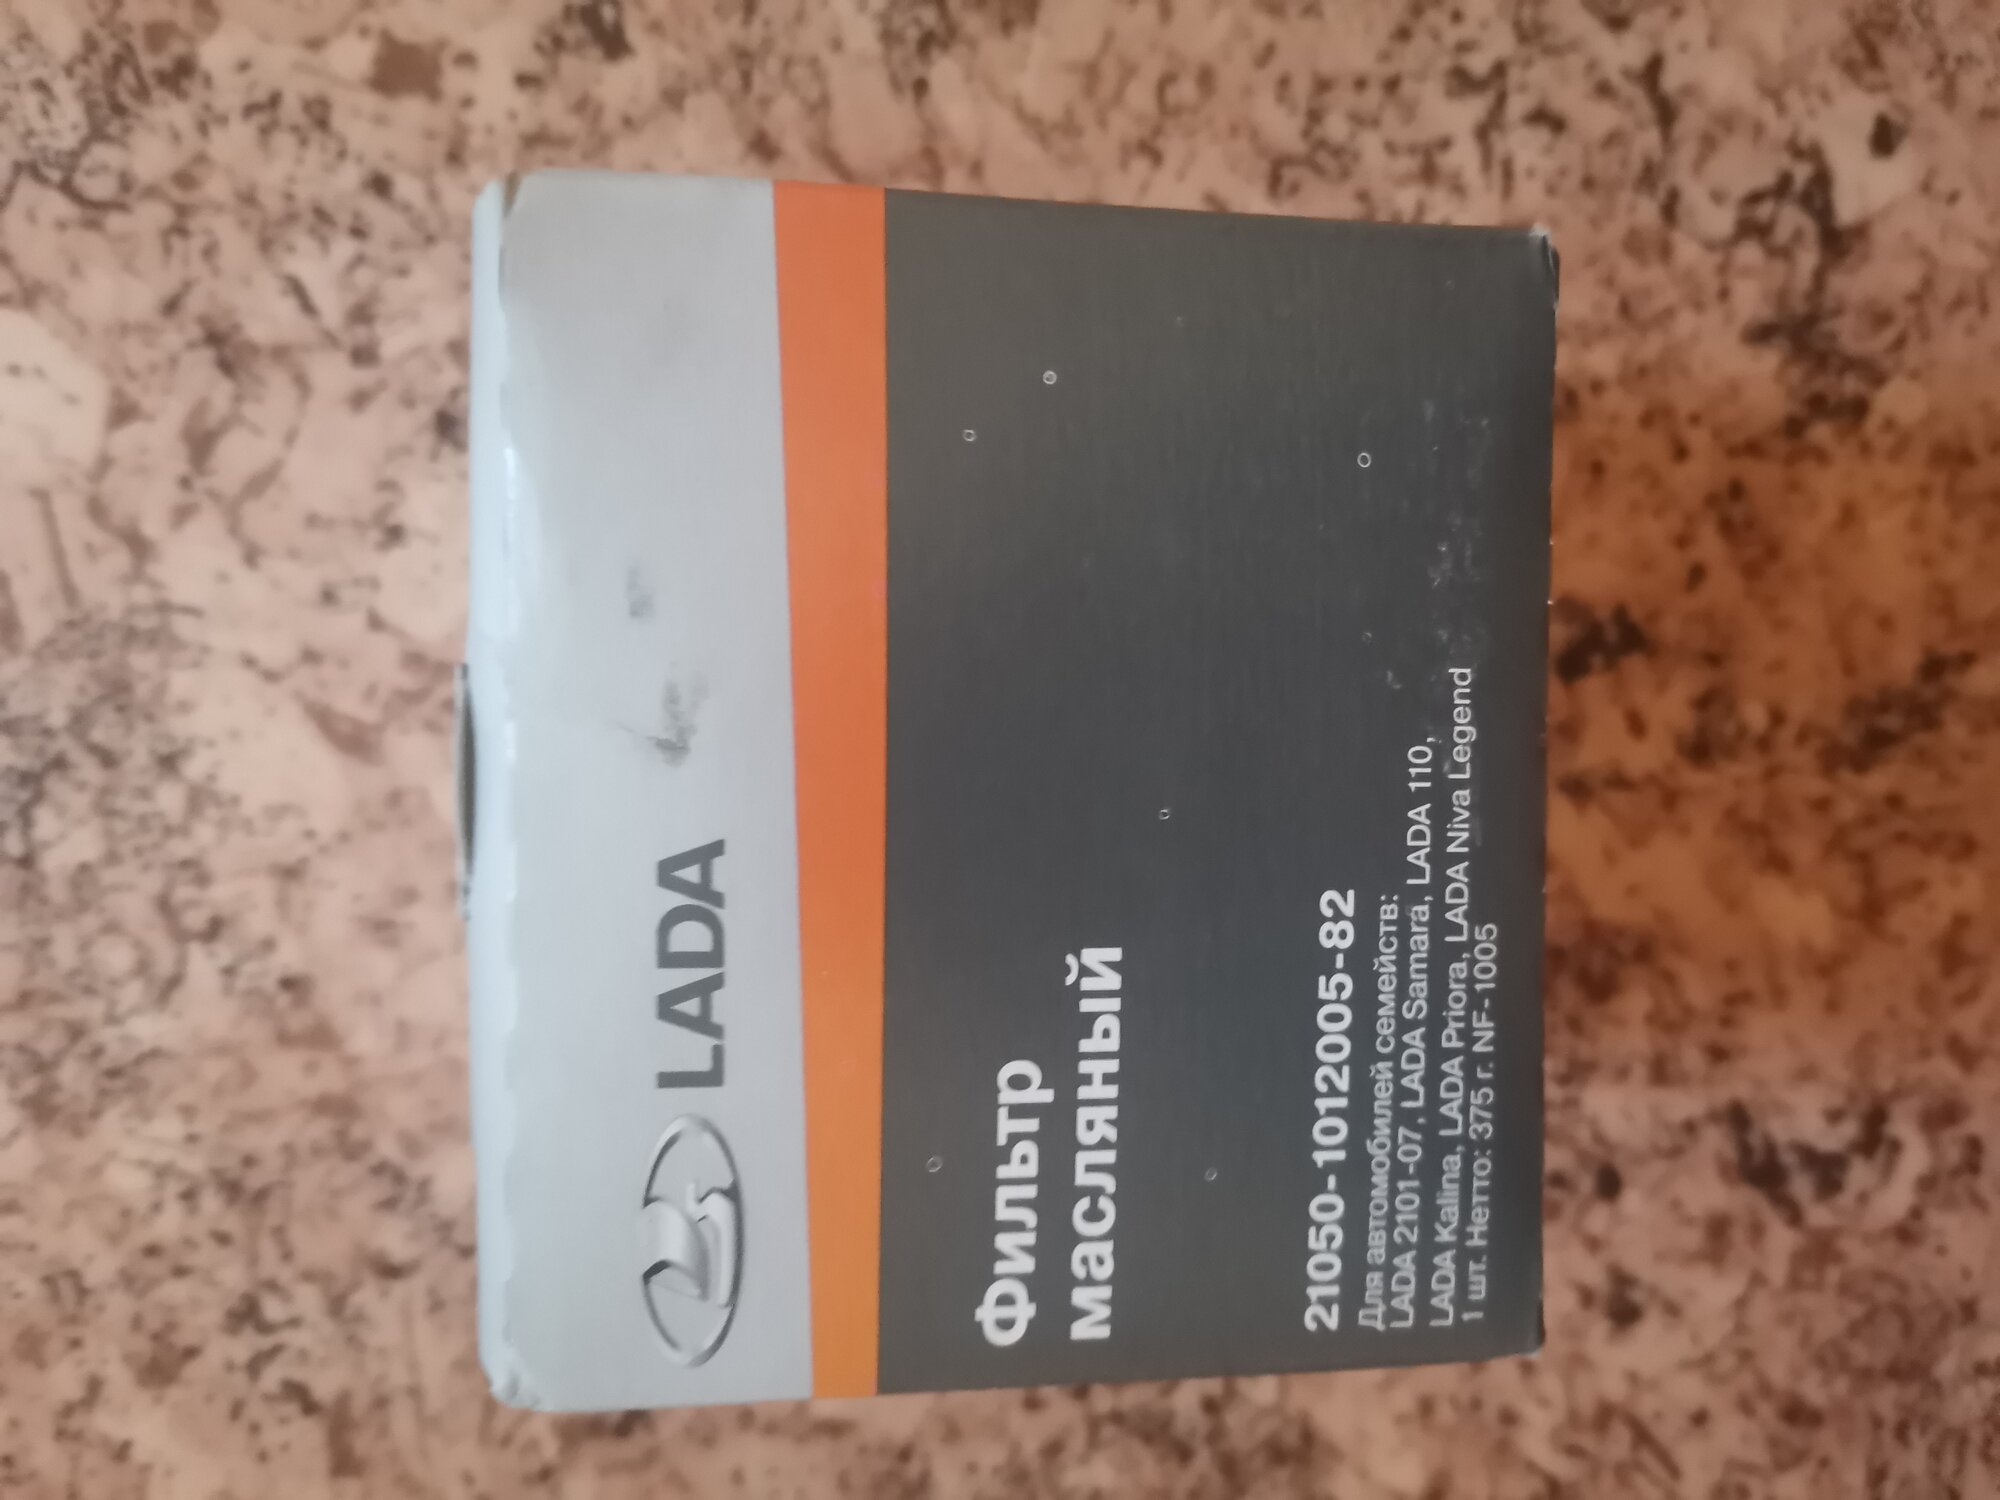 LADA
Фильтр
масляный
21050-1012005-82
Для автомобилей семейств:
LADA 2101-07, LADA Samara, LADA 110,
LADA Kalina, LADA Priora, LADA Niva Legend
1 шт. Нетто: 375 г. NF-1005